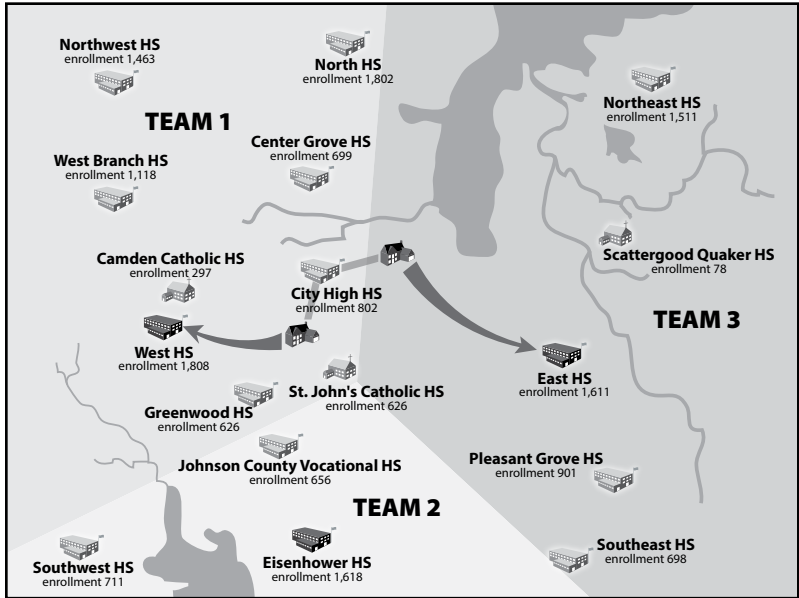 Northwest HS
enrollment 1,463
North HS
enrollment 1,802
Northeast HS
enrollment 1,511
TEAM 1
Center Grove HS
enrollment 699
West Branch HS
enrollment 1,118
Camden Catholic HS
enrollment 297
Scattergood Quaker HS
enrollment 78
City High HS
enrollment 802
TEAM 3
West HS
enrollment 1,808
East HS
enrollment 1,611
St. John's Catholic HS
enrollment 626
Greenwood HS
enrollment 626
Johnson County Vocational HS
enrollment 656
Pleasant Grove HS
enrollment 901
TEAM 2
Southwest HS
enrollment 711
Eisenhower HS
enrollment 1,618
Southeast HS
enrollment 698